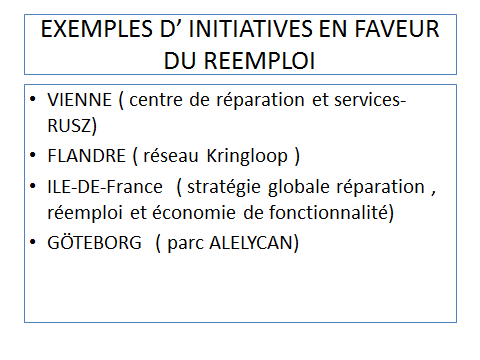 EXEMPLES D’ INITIATIVES EN FAVEUR
DU REEMPLOI
• VIENNE ( centre de réparation et services-
RUSZ)
• FLANDRE ( réseau Kringloop )
• ILE-DE-France ( stratégie globale réparation ,
réemploi et économie de fonctionnalité)
• GÖTEBORG ( parc ALELYCAN)